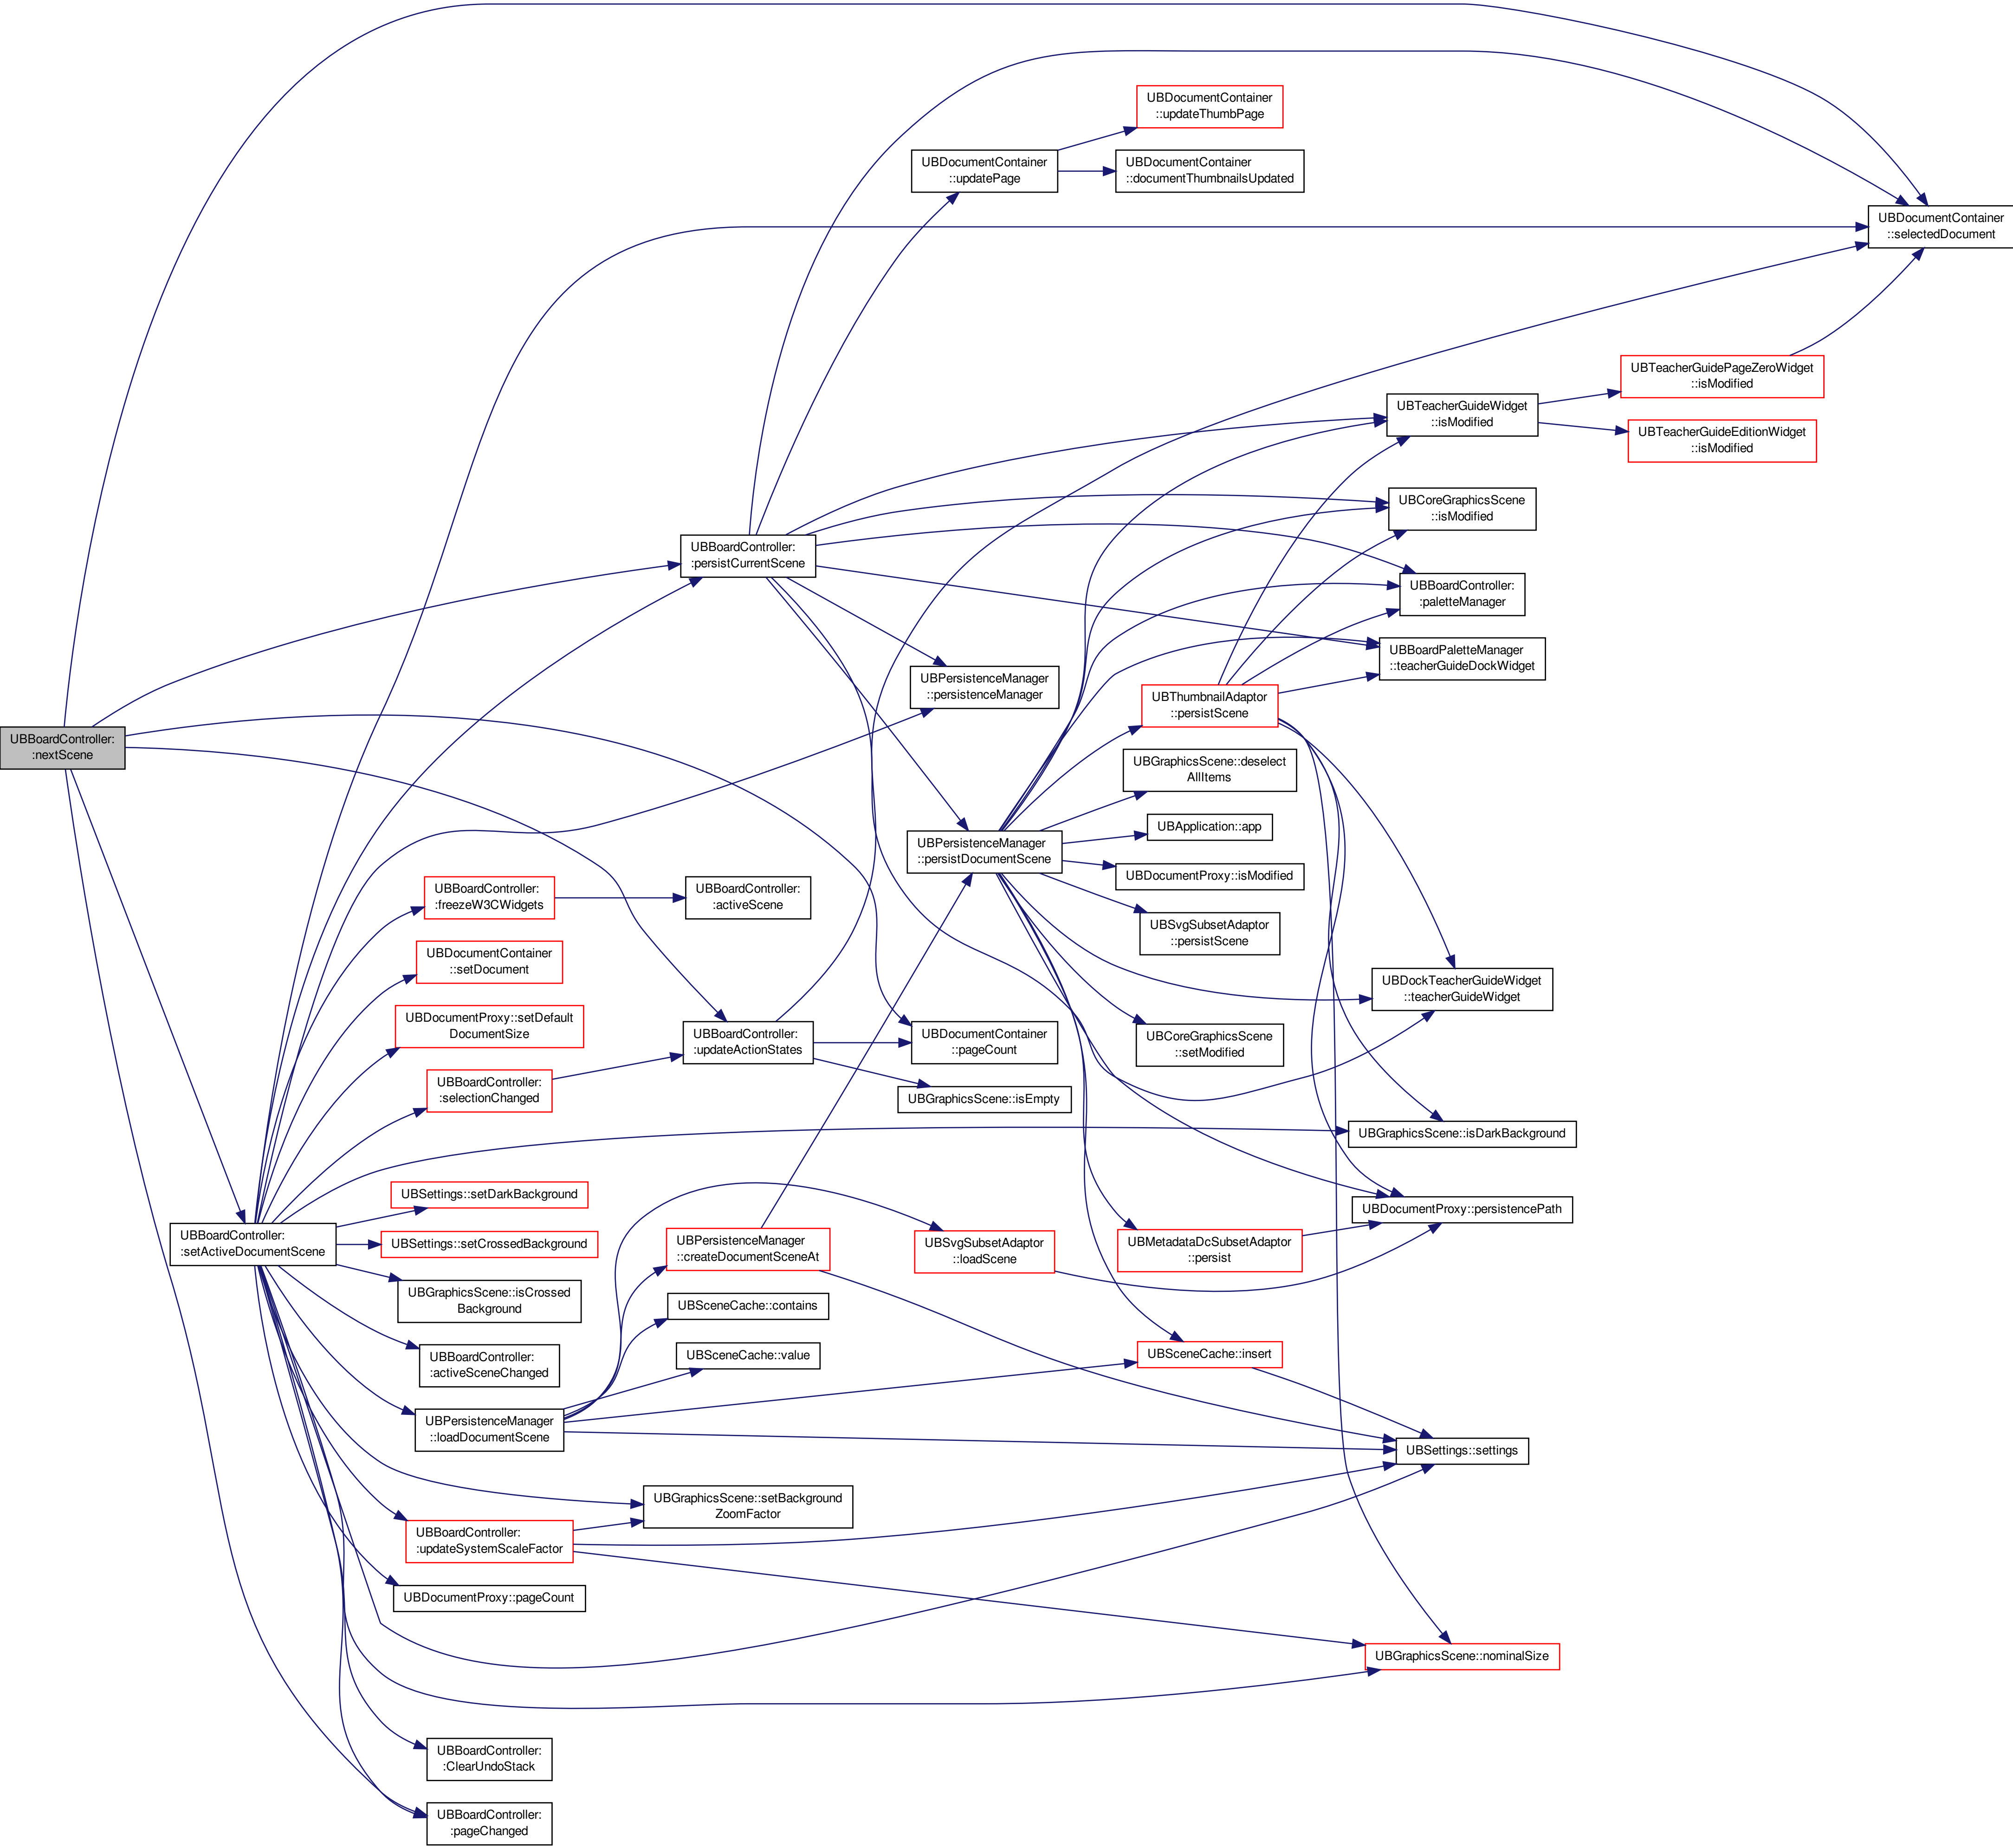 UBDocumentContainer
::updateThumbPage
UBDocumentContainer
::updatePage
UBDocumentContainer
::documentThumbnailsUpdated
UBDocumentContainer
::selectedDocument
UBTeacherGuidePageZeroWidget
::isModified
UBTeacherGuideWidget
::isModified
UBTeacherGuideEditionWidget
::isModified
UBCoreGraphicsScene
::isModified
UBBoardController:
:persistCurrentScene
UBBoardController:
:paletteManager
UBBoardPaletteManager
::teacherGuideDockWidget
UBPersistenceManager
::persistenceManager
UBThumbnailAdaptor
::persistScene
UBBoardController:
:nextScene
UBGraphicsScene::deselect
AllItems
UBApplication::app
UBPersistenceManager
::persistDocumentScene
UBDocumentProxy::isModified
UBBoardController:
:freezeW3CWidgets
UBBoardController:
:activeScene
UBSvgSubsetAdaptor
::persistScene
UBDocumentContainer
::setDocument
UBDockTeacherGuideWidget
::teacherGuideWidget
UBDocumentProxy::setDefault
DocumentSize
UBBoardController:
:updateActionStates
UBDocumentContainer
::pageCount
UBCoreGraphicsScene
::setModified
UBBoardController:
:selectionChanged
UBGraphicsScene::isEmpty
UBGraphicsScene::isDarkBackground
UBSettings::setDarkBackground
UBDocumentProxy::persistencePath
UBBoardController:
:setActiveDocumentScene
UBSettings::setCrossedBackground
UBPersistenceManager
::createDocumentSceneAt
UBSvgSubsetAdaptor
::loadScene
UBMetadataDcSubsetAdaptor
::persist
UBGraphicsScene::isCrossed
Background
UBSceneCache::contains
UBBoardController:
:activeSceneChanged
UBSceneCache::value
UBSceneCache::insert
UBPersistenceManager
::loadDocumentScene
UBSettings::settings
UBGraphicsScene::setBackground
ZoomFactor
UBBoardController:
:updateSystemScaleFactor
UBDocumentProxy::pageCount
UBGraphicsScene::nominalSize
UBBoardController:
:ClearUndoStack
UBBoardController:
:pageChanged